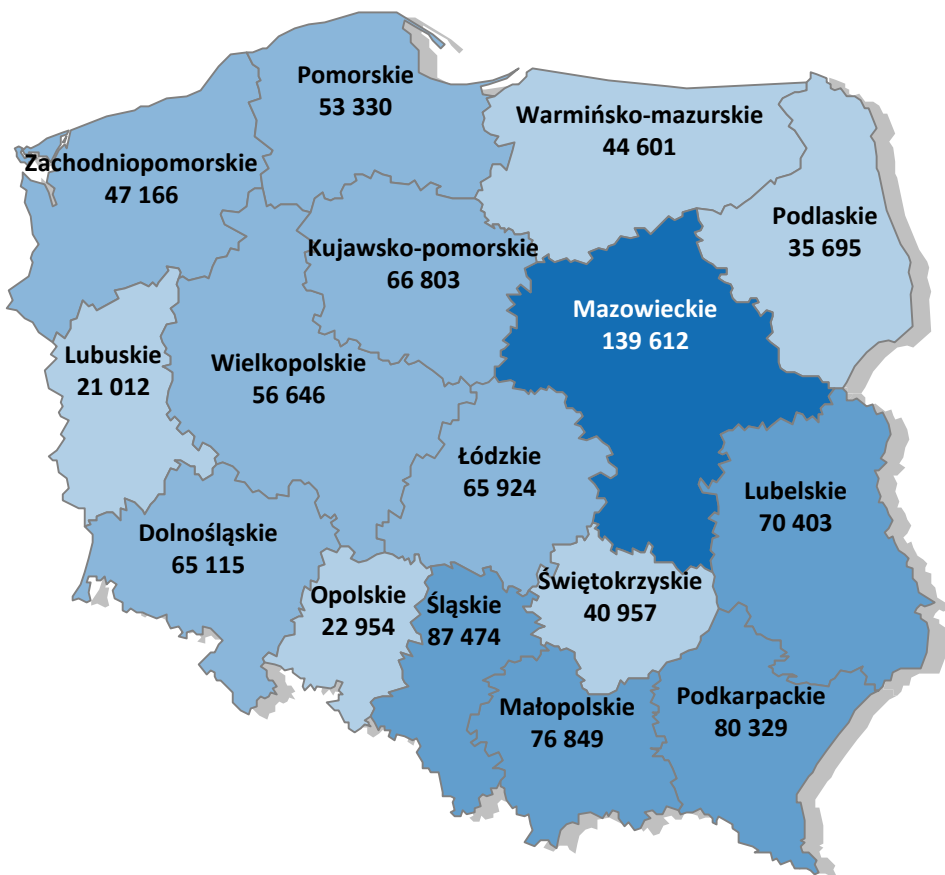 Pomorskie
53 330
Warmińsko-mazurskie
44 601
Zachodniopomorskie
47 166
Podlaskie
35 695
Kujawsko-pomorskie
66 803
Mazowieckie
139 612
Lubuskie
21 012
Wielkopolskie
56 646
Łódzkie
65 924
Lubelskie
70 403
Dolnośląskie
65 115
Opolskie
22 954
Śląskie
87 474
Świętokrzyskie
40 957
Małopolskie
76 849
Podkarpackie
80 329